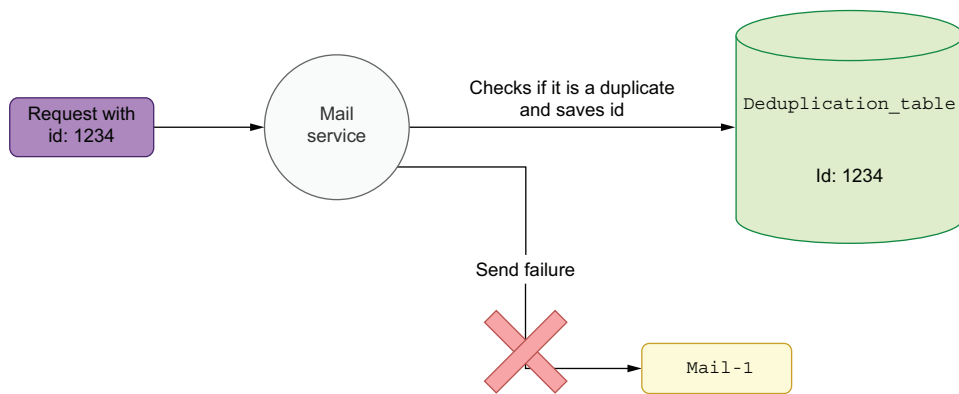 Request with
id: 1234
Mail
service
Checks if it is a duplicate
and saves id
Deduplication_table
Id: 1234
Send failure
Mail-1